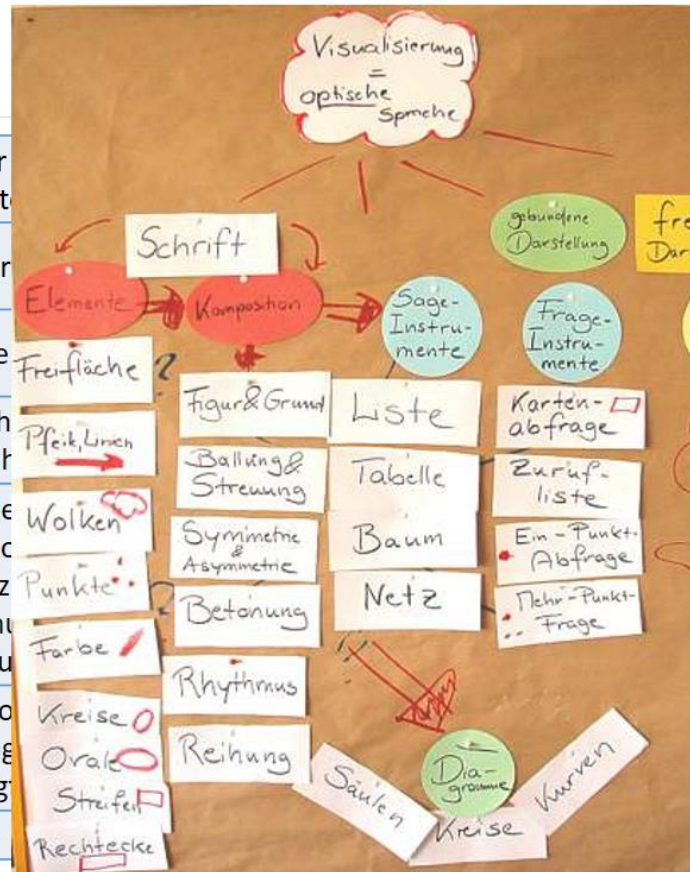 Visualisierung
=
optische
Sprache
Schrift
gebundene
Darstellung
Elemente
Komposition
Sage-
Instru-
mente
Frage-
Instru-
mente
Freifläche
Pfeile, Linien
Wolken
Punkte
Farbe
Kreise
Ovale
Streifen
Rechtecke
Figur & Grund
Ballung &
Streuung
Symmetrie
&
Asymmetrie
Betonung
Rhythmus
Reihung
Liste
Tabelle
Baum
Netz
Karten-
abfrage
Zuruf-
liste
Ein-Punkt-
Abfrage
Mehr-Punkt-
Frage
Dia-
gramme
Säulen
Kreise
Kurven